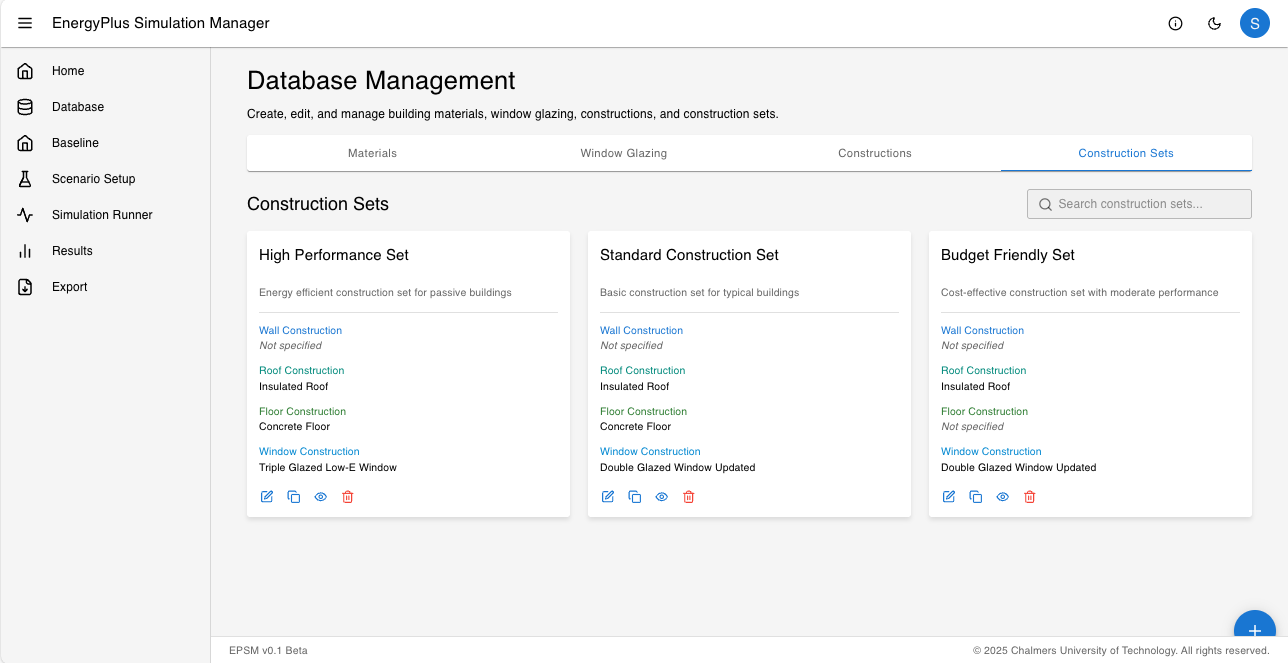 EnergyPlus Simulation Manager
S
Home
Database
Baseline
Scenario Setup
Simulation Runner
Results
Export
Database Management
Create, edit, and manage building materials, window glazing, constructions, and construction sets.
Materials
Window Glazing
Constructions
Construction Sets
Construction Sets
Search construction sets...
High Performance Set
Energy efficient construction set for passive buildings
Wall Construction
Not specified
Roof Construction
Insulated Roof
Floor Construction
Concrete Floor
Window Construction
Triple Glazed Low-E Window
Standard Construction Set
Basic construction set for typical buildings
Wall Construction
Not specified
Roof Construction
Insulated Roof
Floor Construction
Concrete Floor
Window Construction
Double Glazed Window Updated
Budget Friendly Set
Cost-effective construction set with moderate performance
Wall Construction
Not specified
Roof Construction
Insulated Roof
Floor Construction
Not specified
Window Construction
Double Glazed Window Updated
EPSM v0.1 Beta
© 2025 Chalmers University of Technology. All rights reserved.